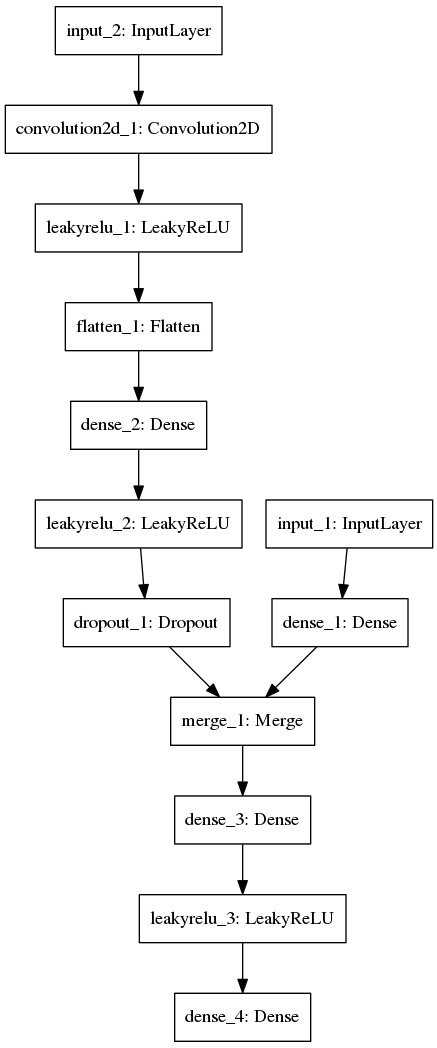 input_2: InputLayer
convolution2d_1: Convolution2D
leakyrelu_1: LeakyReLU
flatten_1: Flatten
dense_2: Dense
leakyrelu_2: LeakyReLU
input_1: InputLayer
dropout_1: Dropout
dense_1: Dense
merge_1: Merge
dense_3: Dense
leakyrelu_3: LeakyReLU
dense_4: Dense